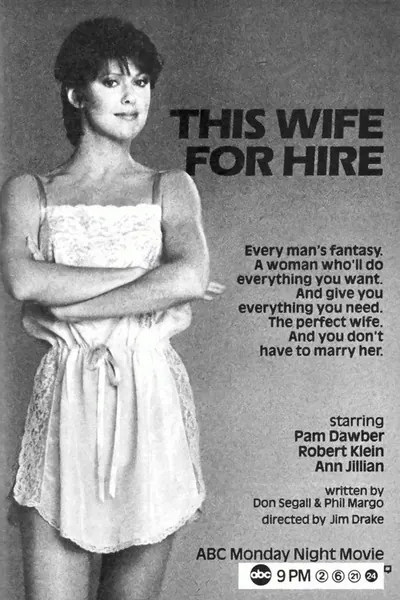 THIS WIFE
FOR HIRE
Every man's fantasy.
A woman who'll do
everything you want.
And give you
everything you need.
The perfect wife.
And you don't
have to marry her.
starring
Pam Dawber
Robert Klein
Ann Jillian
written by
Don Segall & Phil Margo
directed by Jim Drake
ABC Monday Night Movie
abc 9 PM 2 6 21 24